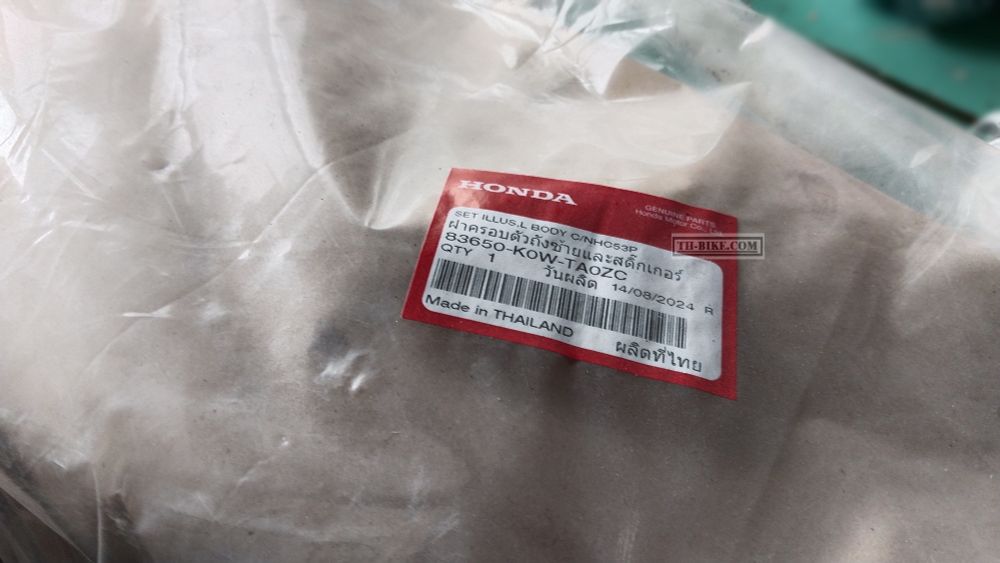 HONDA
GENUINE PARTS
Honda Motor Co., Ltd.
SET ILLUS,L BODY C/NHC53P
ฝาครอบตัวถังซ้ายและสติ๊กเกอร์
83650-K0W-TA0ZC
QTY 1 วันผลิต 14/08/2024 R
Made in THAILAND
ผลิตที่ไทย
TH-BIKE.COM